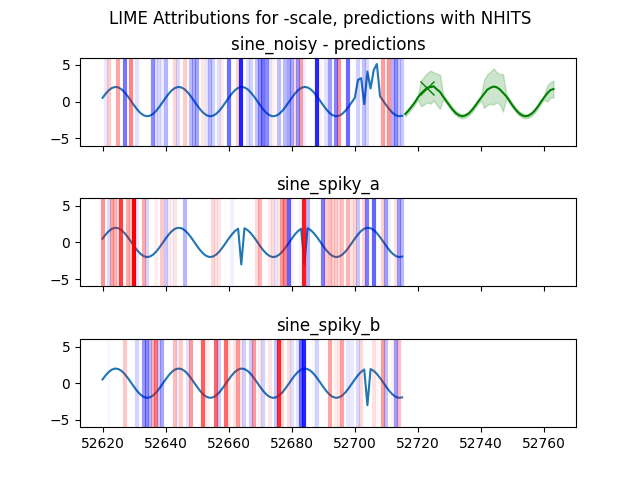 LIME Attributions for -scale, predictions with NHITS
sine_noisy - predictions
5
0
−5
sine_spiky_a
5
0
−5
sine_spiky_b
5
0
−5
52620 52640 52660 52680 52700 52720 52740 52760